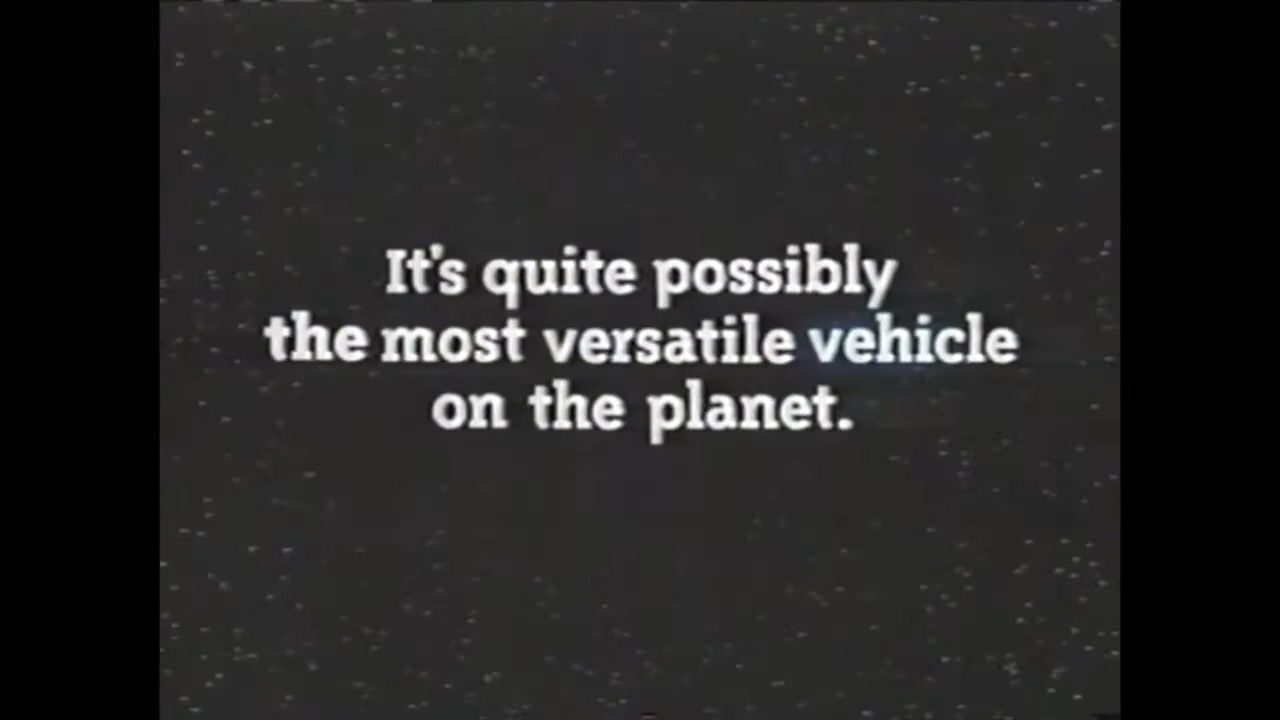 It's quite possibly
the most versatile vehicle
on the planet.